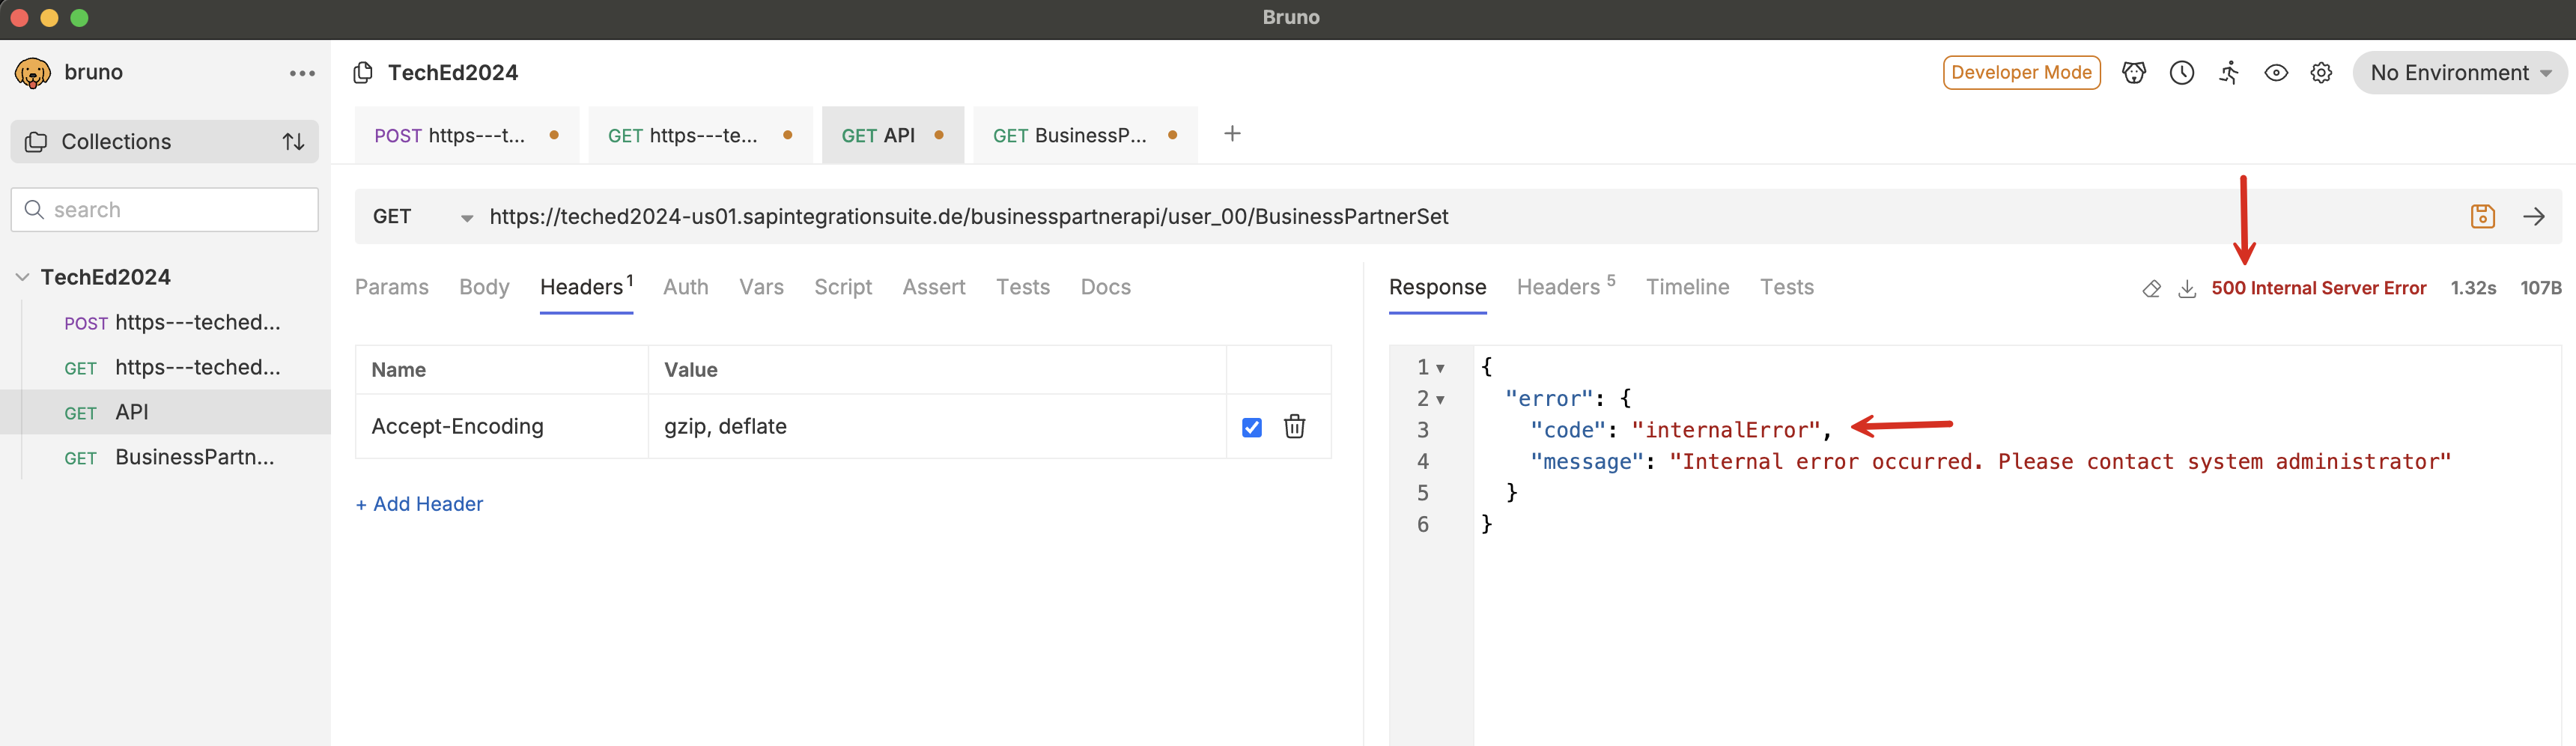 Bruno
bruno
TechEd2024
Developer Mode
No Environment
Collections
POST https---t...
GET https---te...
GET API
GET BusinessP...
search
GET
https://teched2024-us01.sapintegrationsuite.de/businesspartnerapi/user_00/BusinessPartnerSet
TechEd2024
POST https---teched...
GET https---teched...
GET API
GET BusinessPartn...
Params Body Headers 1 Auth Vars Script Assert Tests Docs
Name Value
Accept-Encoding gzip, deflate
+ Add Header
Response Headers 5 Timeline Tests
500 Internal Server Error 1.32s 107B
1 {
2 "error": {
3 "code": "internalError",
4 "message": "Internal error occurred. Please contact system administrator"
5 }
6 }